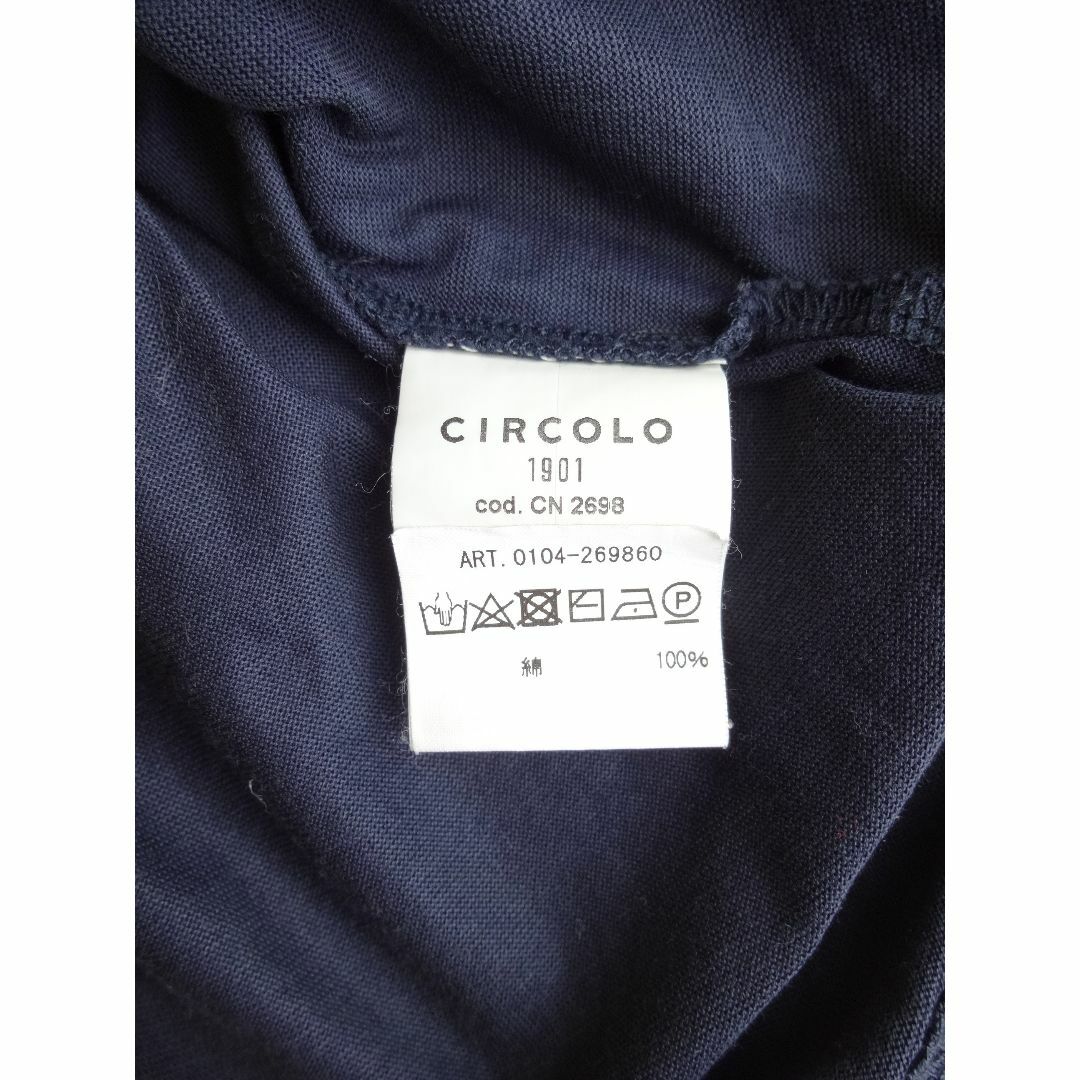 CIRCOLO
1901
cod. CN 2698
ART. 0104-269860
P
綿 100%